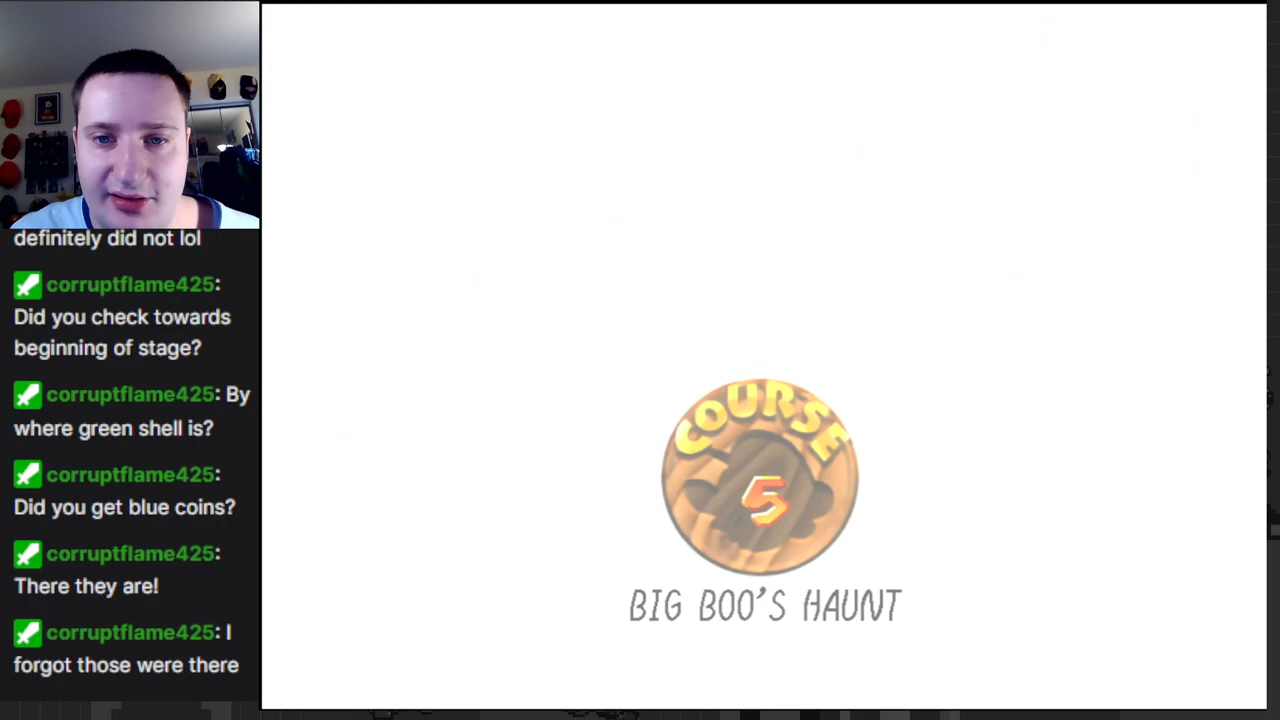 definitely did not lol
corruptflame425:
Did you check towards
beginning of stage?
corruptflame425: By
where green shell is?
corruptflame425:
Did you get blue coins?
corruptflame425:
There they are!
corruptflame425: I
forgot those were there
COURSE
5
BIG BOO'S HAUNT